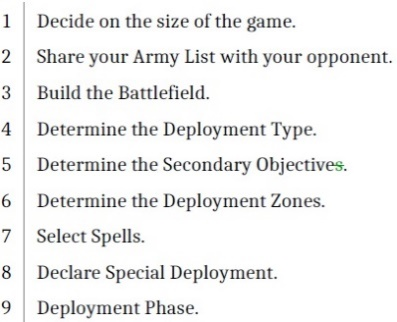 1 Decide on the size of the game.
2 Share your Army List with your opponent.
3 Build the Battlefield.
4 Determine the Deployment Type.
5 Determine the Secondary Objectives.
6 Determine the Deployment Zones.
7 Select Spells.
8 Declare Special Deployment.
9 Deployment Phase.